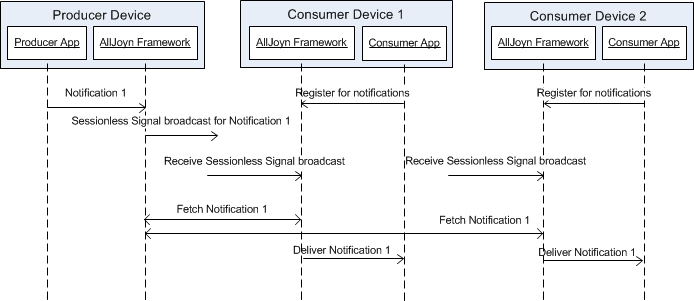 Producer Device
Consumer Device 1
Consumer Device 2
Producer App
AllJoyn Framework
AllJoyn Framework
Consumer App
AllJoyn Framework
Consumer App
Notification 1
Register for notifications
Register for notifications
Sessionless Signal broadcast for Notification 1
Receive Sessionless Signal broadcast
Receive Sessionless Signal broadcast
Fetch Notification 1
Fetch Notification 1
Deliver Notification 1
Deliver Notification 1